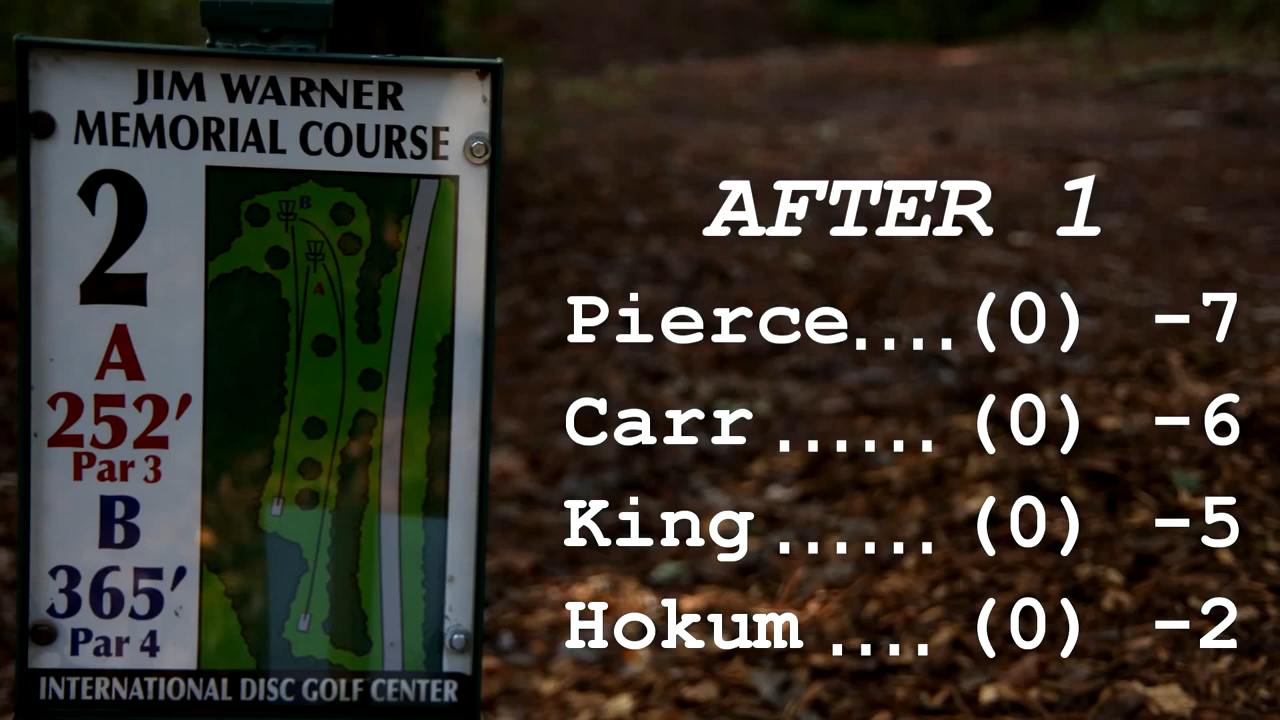 JIM WARNER
MEMORIAL COURSE
2
A
252'
Par 3
B
365'
Par 4
B
A
INTERNATIONAL DISC GOLF CENTER
AFTER 1
Pierce....(0) -7
Carr ...... (0) -6
King ...... (0) -5
Hokum .... (0) -2